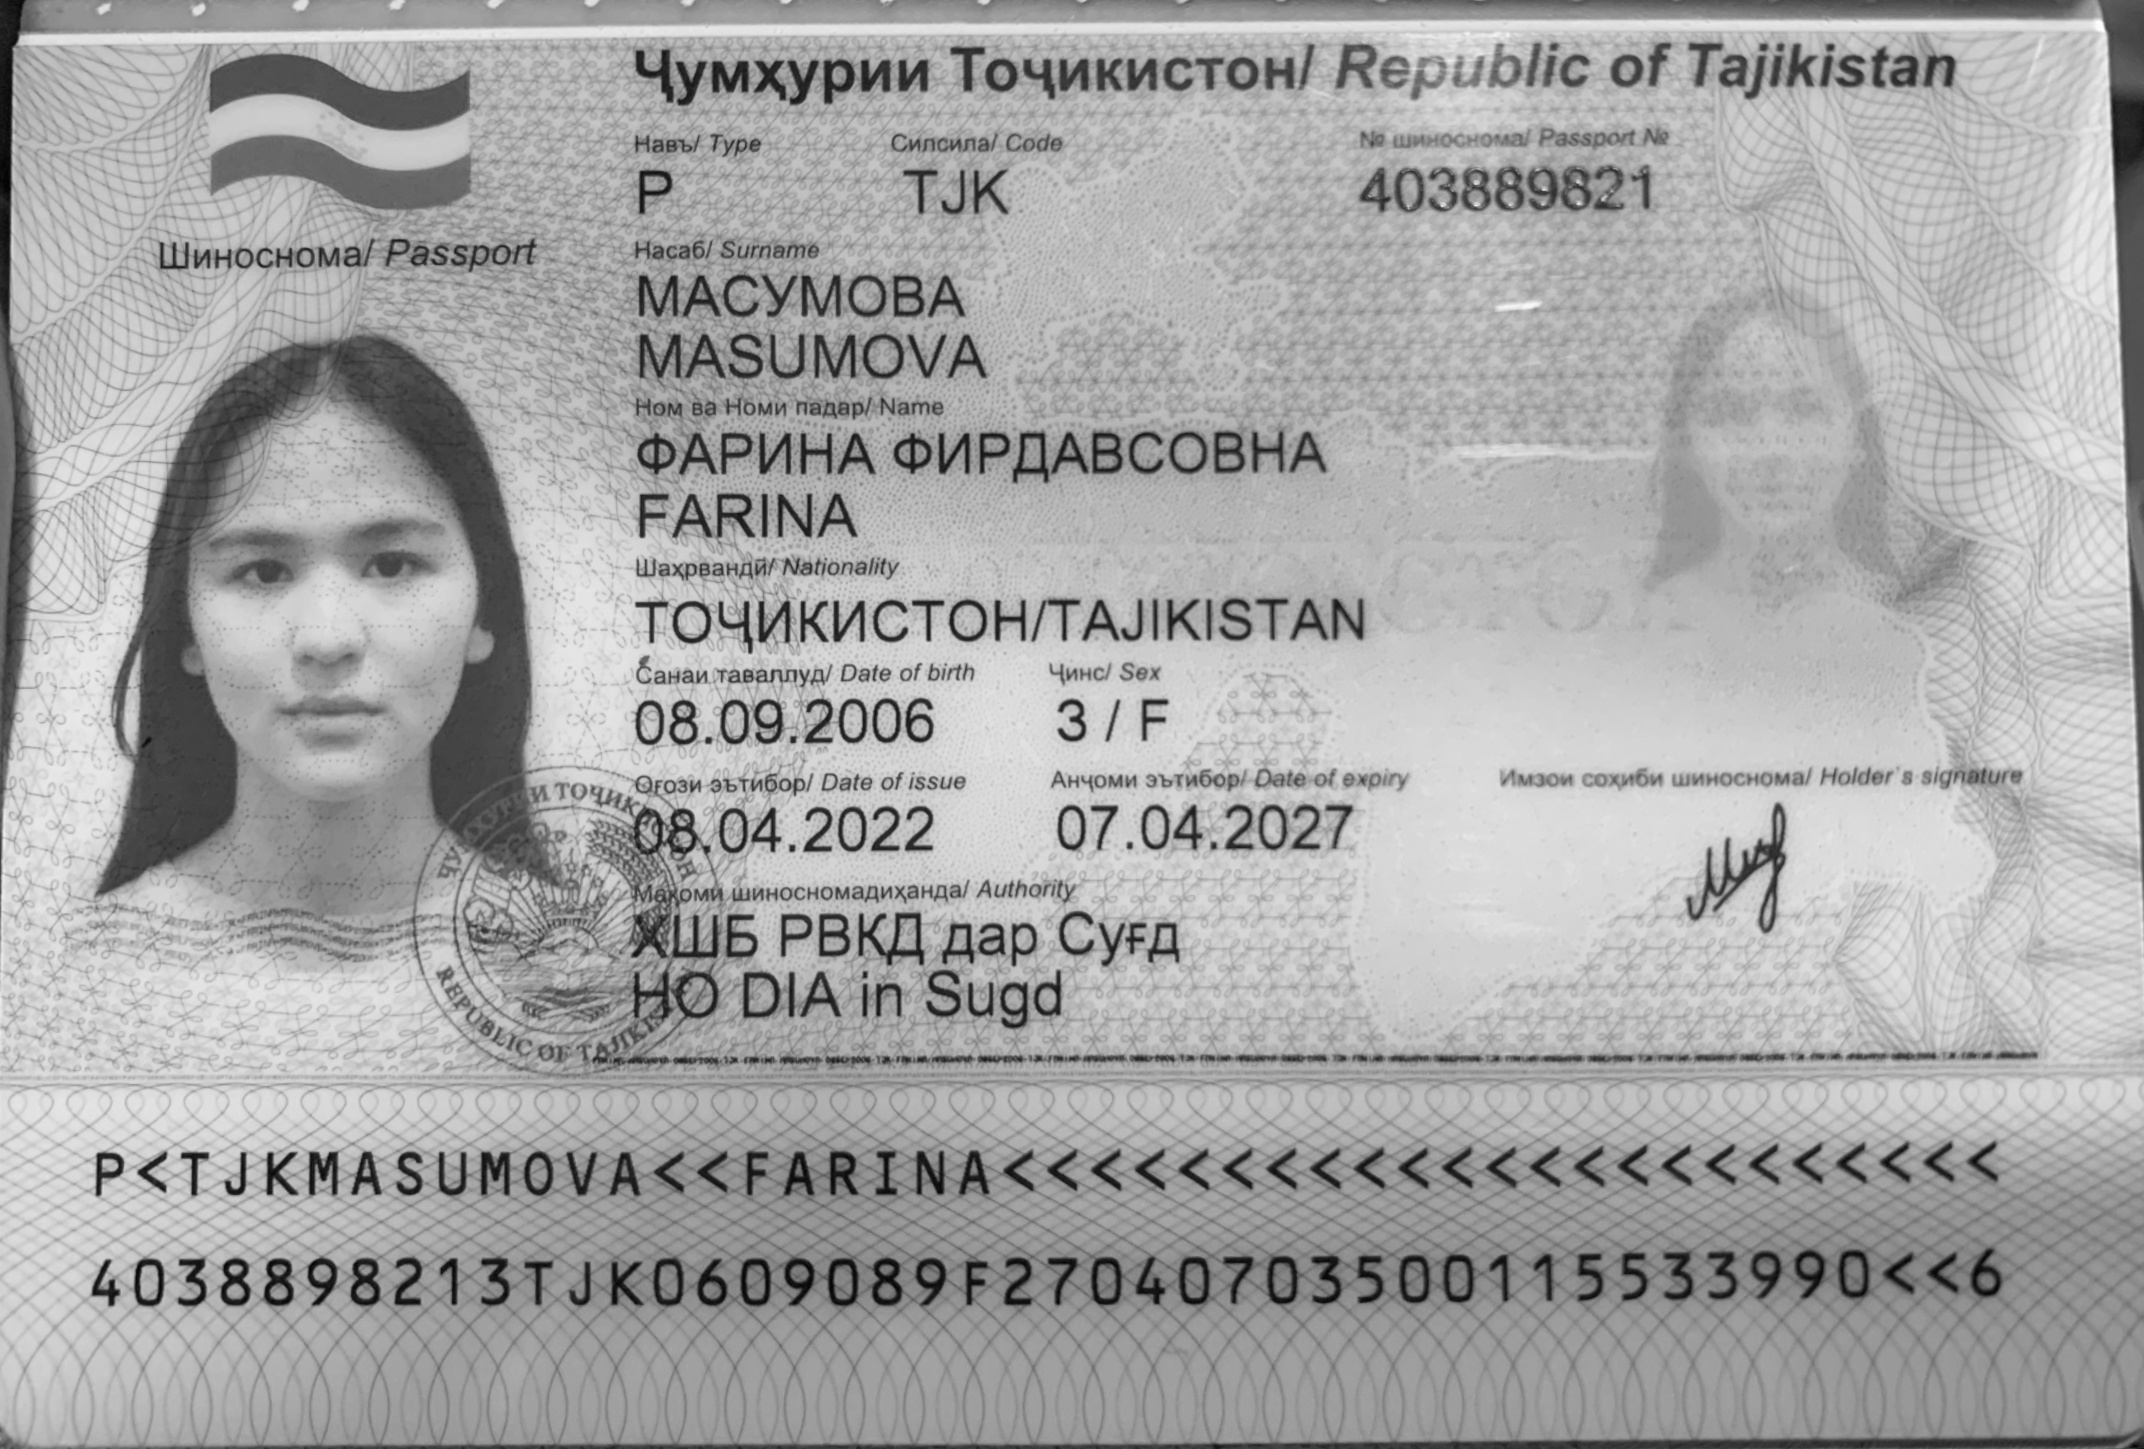 Ҷумҳурии Тоҷикистон/ Republic of Tajikistan
Навъ/ Type Силсила/ Code № шиноснома/ Passport №
P TJK 403889821
Шиноснома/ Passport
Насаб/ Surname
МАСУМОВА
MASUMOVA
Ном ва Номи падар/ Name
ФАРИНА ФИРДАВСОВНА
FARINA
Шаҳрвандӣ/ Nationality
ТОҶИКИСТОН/TAJIKISTAN
Санаи таваллуд/ Date of birth Ҷинс/ Sex
08.09.2006 З / F
Оғози эътибор/ Date of issue Анҷоми эътибор/ Date of expiry Имзои соҳиби шиноснома/ Holder`s signature
08.04.2022 07.04.2027
Мақоми шиносномадиҳанда/ Authority
ХШБ РВКД дар Суғд
HO DIA in Sugd
REPUBLIC OF
P<TJKMASUMOVA<<FARINA<<<<<<<<<<<<<<<<<<<<<<<
4038898213TJK0609089F27040703500115533990<<6